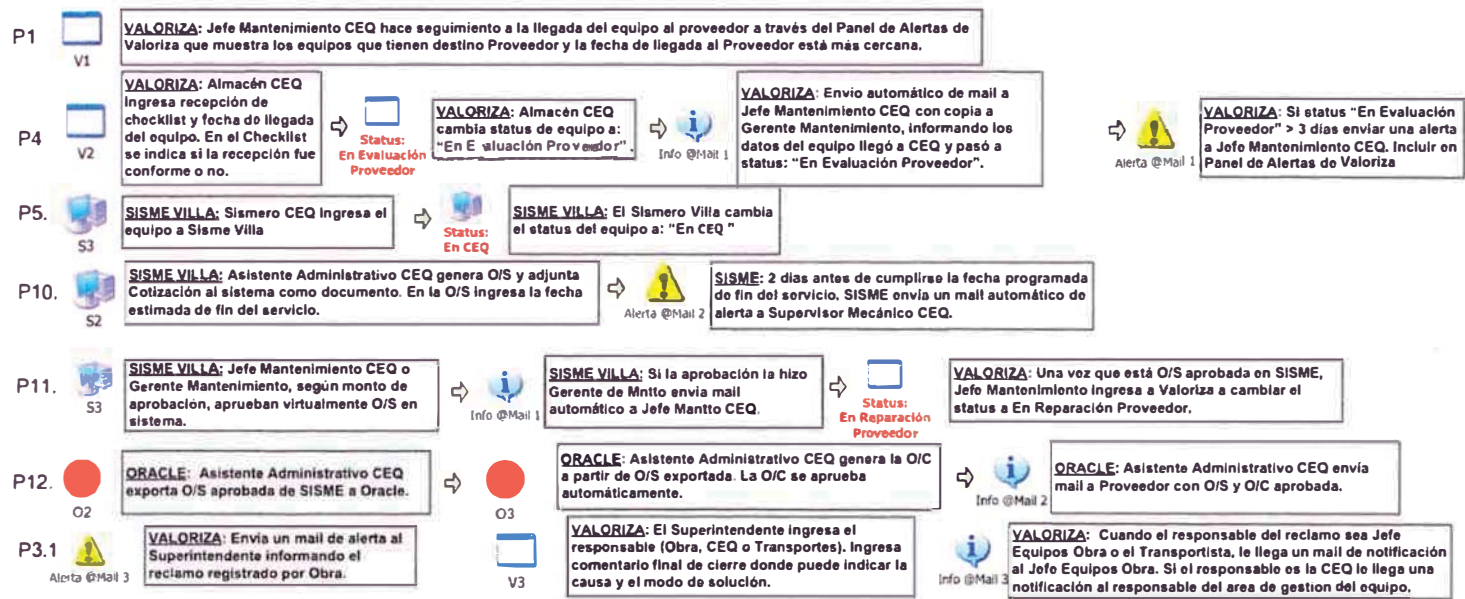 P1
V1
VALORIZA: Jefe Mantenimiento CEQ hace seguimiento a la llegada del equipo al proveedor a través del Panel de Alertas de
Valoriza que muestra los equipos que tienen destino Proveedor y la fecha de llegada al Proveedor está más cercana.
P4
V2
VALORIZA: Almacén CEQ
Ingresa recepción de
checklist y fecha de llegada
del equipo. En el Checklist
se indica si la recepción fue
conforme o no.
Status:
En Evaluación
Proveedor
VALORIZA: Almacén CEQ
cambia status de equipo a:
"En Evaluación Proveedor".
Info @Mail 1
VALORIZA: Envio automático de mail a
Jefe Mantenimiento CEQ con copia a
Gerente Mantenimiento, informando los
datos del equipo llegó a CEQ y pasó a
status: "En Evaluación Proveedor".
Alerta @Mail 1
VALORIZA: Si status "En Evaluación
Proveedor" > 3 días enviar una alerta
a Jefe Mantenimiento CEQ. Incluir en
Panel de Alertas de Valoriza
P5.
S3
SISME VILLA: Sismero CEQ Ingresa el
equipo a Sisme Villa
Status:
En CEQ
SISME VILLA: El Sismero Villa cambia
el status del equipo a: "En CEQ "
P10.
S2
SISME VILLA: Asistente Administrativo CEQ genera O/S y adjunta
Cotización al sistema como documento. En la O/S ingresa la fecha
estimada de fin del servicio.
Alerta @Mail 2
SISME: 2 días antes de cumplirse la fecha programada
de fin del servicio, SISME envía un mail automático de
alerta a Supervisor Mecánico CEQ.
P11.
S3
SISME VILLA: Jefe Mantenimiento CEQ o
Gerente Mantenimiento, según monto de
aprobación, aprueban virtualmente O/S en
sistema.
Info @Mail 1
SISME VILLA: Si la aprobación la hizo
Gerente de Mntto envia mail
automático a Jefe Mantto CEQ.
Status:
En Reparación
Proveedor
VALORIZA: Una vez que está O/S aprobada en SISME,
Jefe Mantenimiento ingresa a Valoriza a cambiar el
status a En Reparación Proveedor.
P12.
O2
ORACLE: Asistente Administrativo CEQ
exporta O/S aprobada de SISME a Oracle.
O3
ORACLE: Asistente Administrativo CEQ genera la O/C
a partir de O/S exportada. La O/C se aprueba
automáticamente.
Info @Mail 2
ORACLE: Asistente Administrativo CEQ envía
mail a Proveedor con O/S y O/C aprobada.
P3.1
Alerta @Mail 3
VALORIZA: Envía un mail de alerta al
Superintendente informando el
reclamo registrado por Obra.
V3
VALORIZA: El Superintendente ingresa el
responsable (Obra, CEQ o Transportes). Ingresa
comentario final de cierre donde puede indicar la
causa y el modo de solución.
Info @Mail 3
VALORIZA: Cuando el responsable del reclamo sea Jefe
Equipos Obra o el Transportista, le llega un mail de notificación
al Jefe Equipos Obra. Si el responsable es la CEQ le llega una
notificación al responsable del area de gestion del equipo.